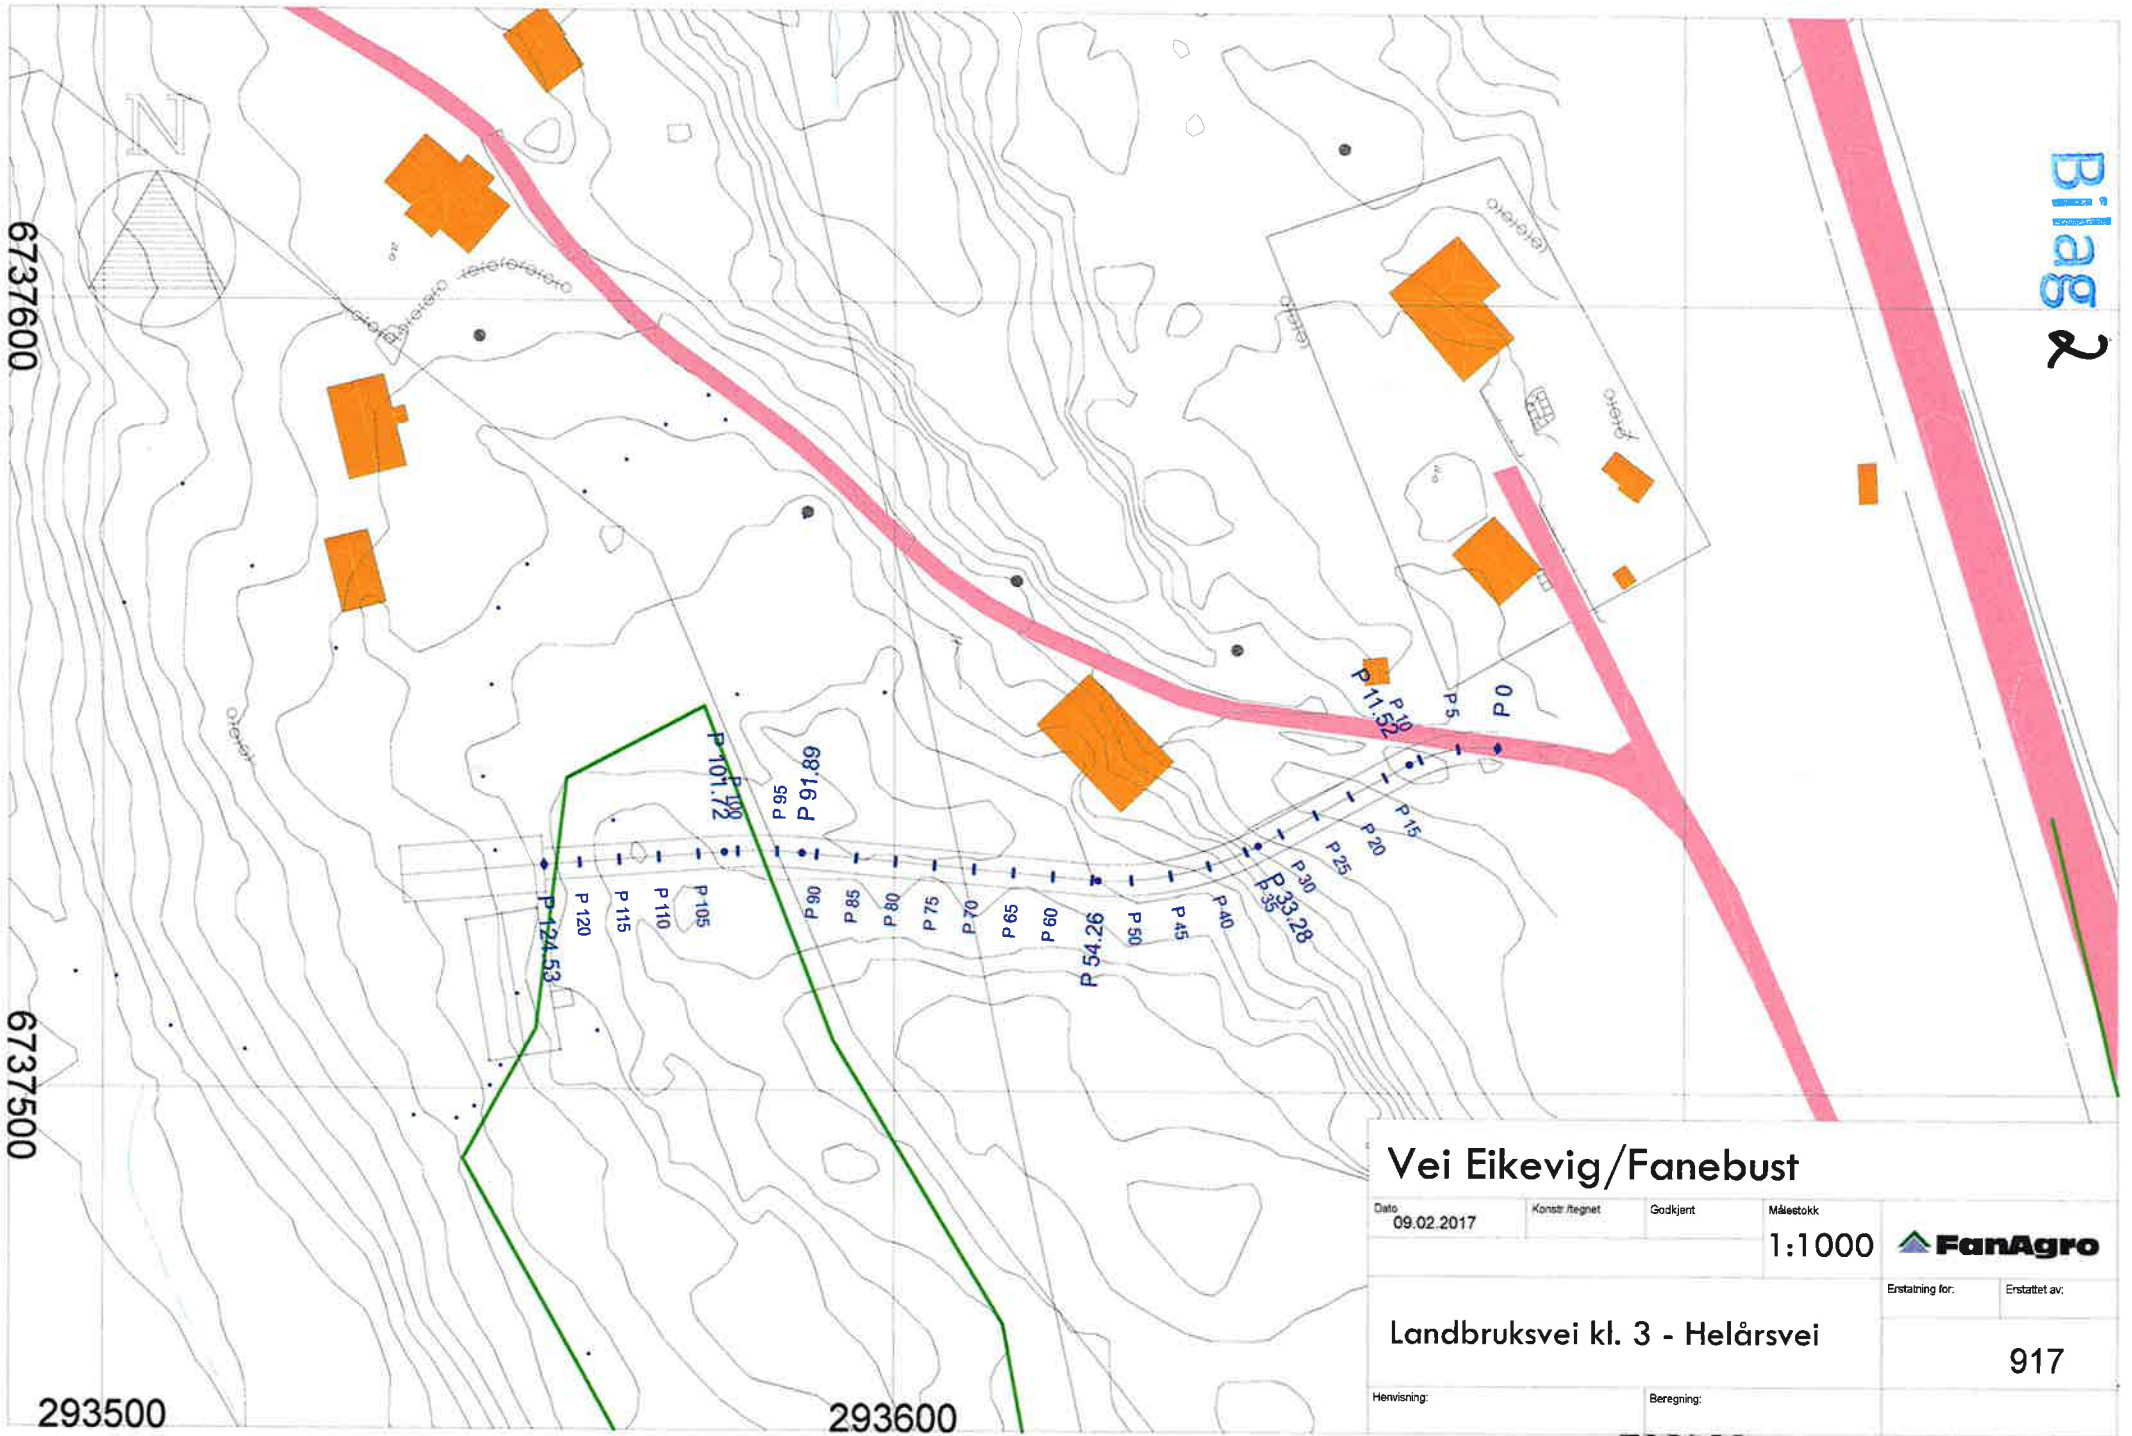 Bilag 2
N
6737600
6737500
293500
293600
P 0
P 5
P 10
P 11.52
P 15
P 20
P 25
P 30
P 33.28
P 35
P 40
P 45
P 50
P 54.26
P 60
P 65
P 70
P 75
P 80
P 85
P 90
P 91.89
P 95
P 100
P 101.72
P 105
P 110
P 115
P 120
P 124.53
Vei Eikevig/Fanebust
Dato
09.02.2017
Konstr./tegnet
Godkjent
Målestokk
1:1000
FanAgro
Landbruksvei kl. 3 - Helårsvei
Erstatning for:
Erstattet av:
917
Henvisning:
Beregning: